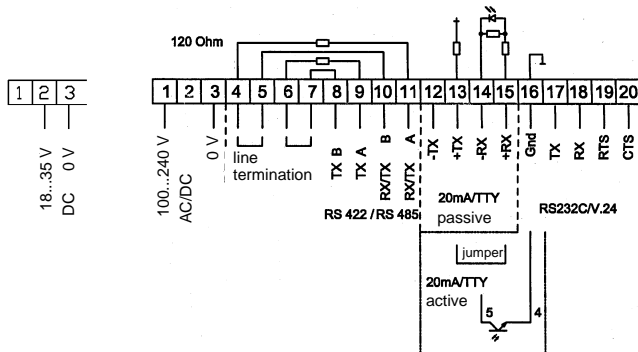 120 Ohm
1 2 3
1 2 3 4 5 6 7 8 9 10 11 12 13 14 15 16 17 18 19 20
18...35 V
DC 0 V
100...240 V
AC/DC
0 V
line
termination
TX B
TX A
RX/TX B
RX/TX A
-TX
+TX
-RX
+RX
Gnd
TX
RX
RTS
CTS
RS 422 / RS 485
20mA/TTY
passive
RS232C/V.24
jumper
20mA/TTY
active
5 4